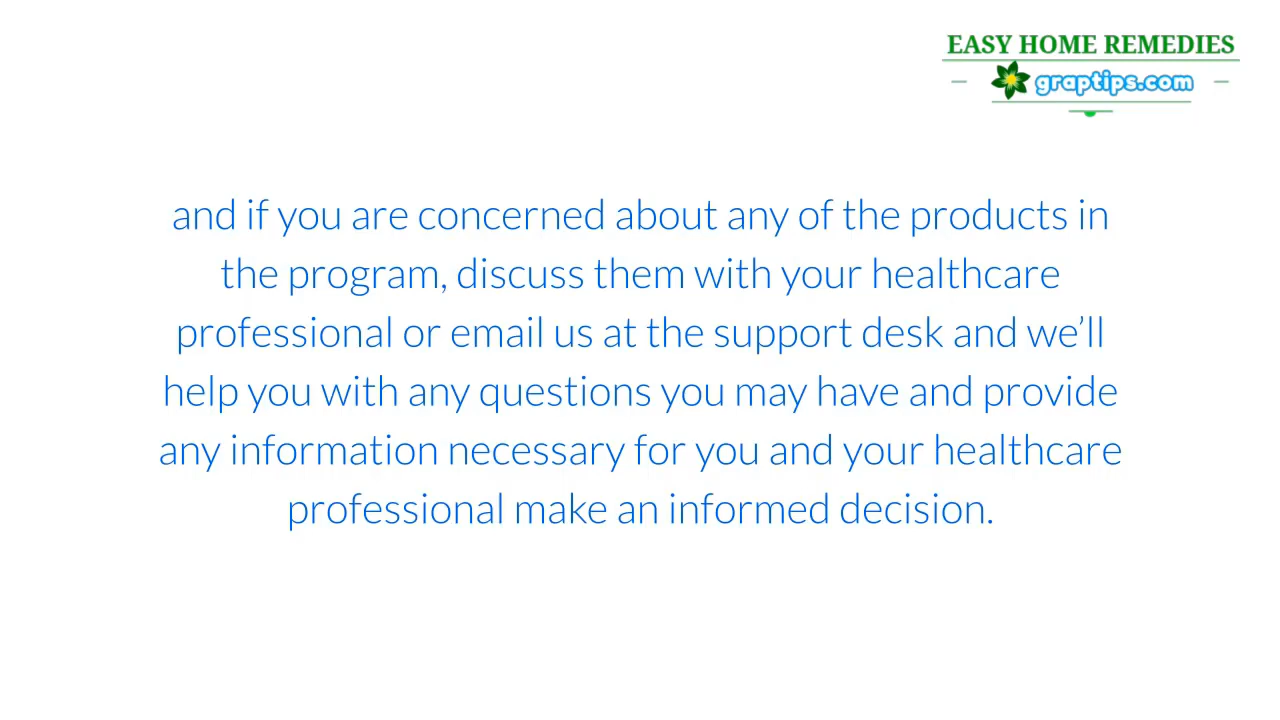 EASY HOME REMEDIES
graptips.com
and if you are concerned about any of the products in
the program, discuss them with your healthcare
professional or email us at the support desk and we’ll
help you with any questions you may have and provide
any information necessary for you and your healthcare
professional make an informed decision.